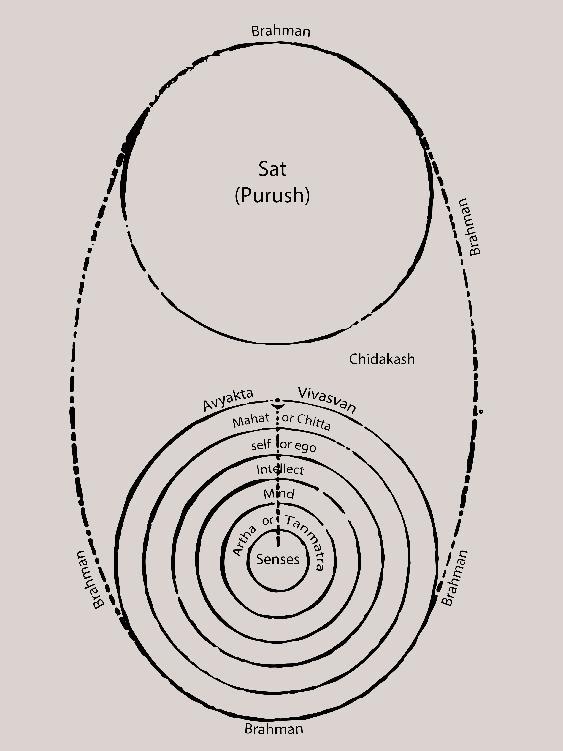 Brahman
Sat
(Purush)
Brahman
Chidakash
Avyakta Vivasvan
Mahat or Chitta
self or ego
Intellect
Mind
Artha or Tanmatra
Senses
Brahman
Brahman
Brahman